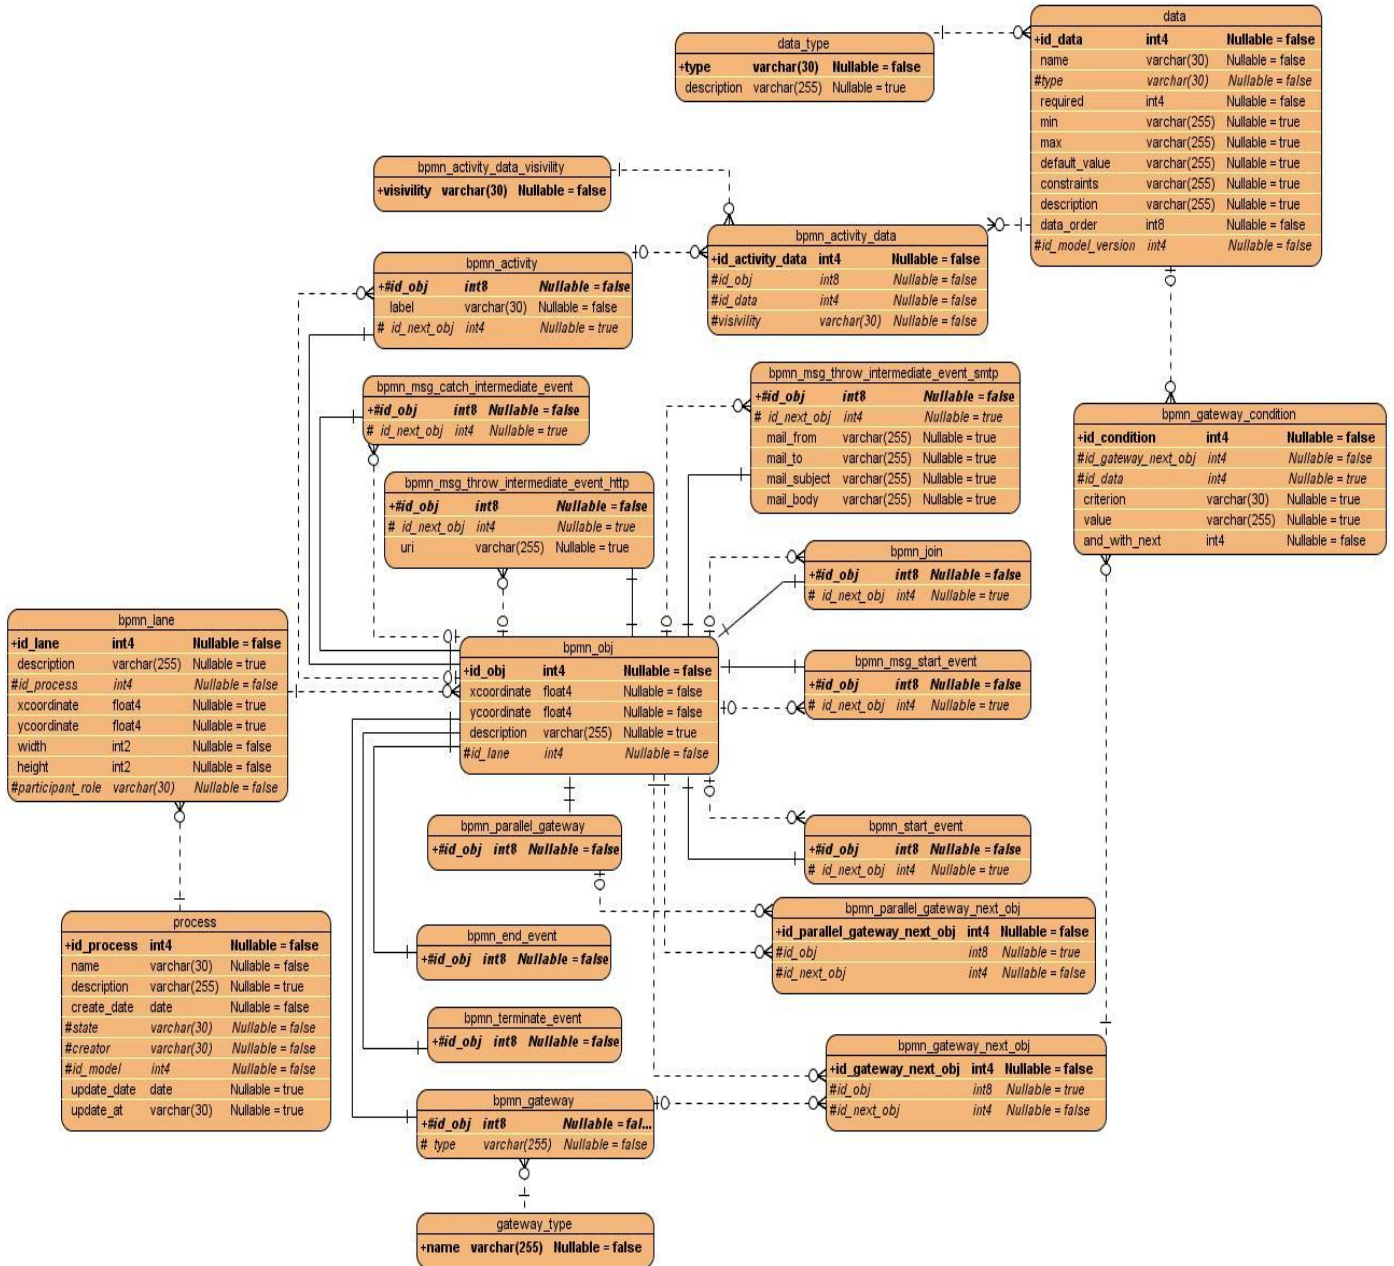 data
+id_data int4 Nullable = false
name varchar(30) Nullable = false
#type varchar(30) Nullable = false
required int4 Nullable = false
min varchar(255) Nullable = true
max varchar(255) Nullable = true
default_value varchar(255) Nullable = true
constraints varchar(255) Nullable = true
description varchar(255) Nullable = true
data_order int8 Nullable = false
#id_model_version int4 Nullable = false
data_type
+type varchar(30) Nullable = false
description varchar(255) Nullable = true
bpmn_activity_data_visivility
+visivility varchar(30) Nullable = false
bpmn_activity_data
+id_activity_data int4 Nullable = false
#id_obj int8 Nullable = false
#id_data int4 Nullable = false
#visivility varchar(30) Nullable = false
bpmn_activity
+#id_obj int8 Nullable = false
label varchar(30) Nullable = false
# id_next_obj int4 Nullable = true
bpmn_msg_catch_intermediate_event
+#id_obj int8 Nullable = false
# id_next_obj int4 Nullable = true
bpmn_msg_throw_intermediate_event_smtp
+#id_obj int8 Nullable = false
# id_next_obj int4 Nullable = true
mail_from varchar(255) Nullable = true
mail_to varchar(255) Nullable = true
mail_subject varchar(255) Nullable = true
mail_body varchar(255) Nullable = true
bpmn_gateway_condition
+id_condition int4 Nullable = false
#id_gateway_next_obj int4 Nullable = false
#id_data int4 Nullable = true
criterion varchar(30) Nullable = true
value varchar(255) Nullable = true
and_with_next int4 Nullable = false
bpmn_msg_throw_intermediate_event_http
+#id_obj int8 Nullable = false
# id_next_obj int4 Nullable = true
uri varchar(255) Nullable = true
bpmn_join
+#id_obj int8 Nullable = false
# id_next_obj int4 Nullable = true
bpmn_lane
+id_lane int4 Nullable = false
description varchar(255) Nullable = true
#id_process int4 Nullable = false
xcoordinate float4 Nullable = true
ycoordinate float4 Nullable = true
width int2 Nullable = false
height int2 Nullable = false
#participant_role varchar(30) Nullable = false
bpmn_obj
+id_obj int4 Nullable = false
xcoordinate float4 Nullable = false
ycoordinate float4 Nullable = false
description varchar(255) Nullable = true
#id_lane int4 Nullable = false
bpmn_msg_start_event
+#id_obj int8 Nullable = false
# id_next_obj int4 Nullable = true
bpmn_parallel_gateway
+#id_obj int8 Nullable = false
bpmn_start_event
+#id_obj int8 Nullable = false
# id_next_obj int4 Nullable = true
process
+id_process int4 Nullable = false
name varchar(30) Nullable = false
description varchar(255) Nullable = true
create_date date Nullable = false
#state varchar(30) Nullable = false
#creator varchar(30) Nullable = false
#id_model int4 Nullable = false
update_date date Nullable = true
update_at varchar(30) Nullable = true
bpmn_parallel_gateway_next_obj
+id_parallel_gateway_next_obj int4 Nullable = false
#id_obj int8 Nullable = true
#id_next_obj int4 Nullable = false
bpmn_end_event
+#id_obj int8 Nullable = false
bpmn_terminate_event
+#id_obj int8 Nullable = false
bpmn_gateway_next_obj
+id_gateway_next_obj int4 Nullable = false
#id_obj int8 Nullable = true
#id_next_obj int4 Nullable = false
bpmn_gateway
+#id_obj int8 Nullable = fal...
# type varchar(255) Nullable = false
gateway_type
+name varchar(255) Nullable = false